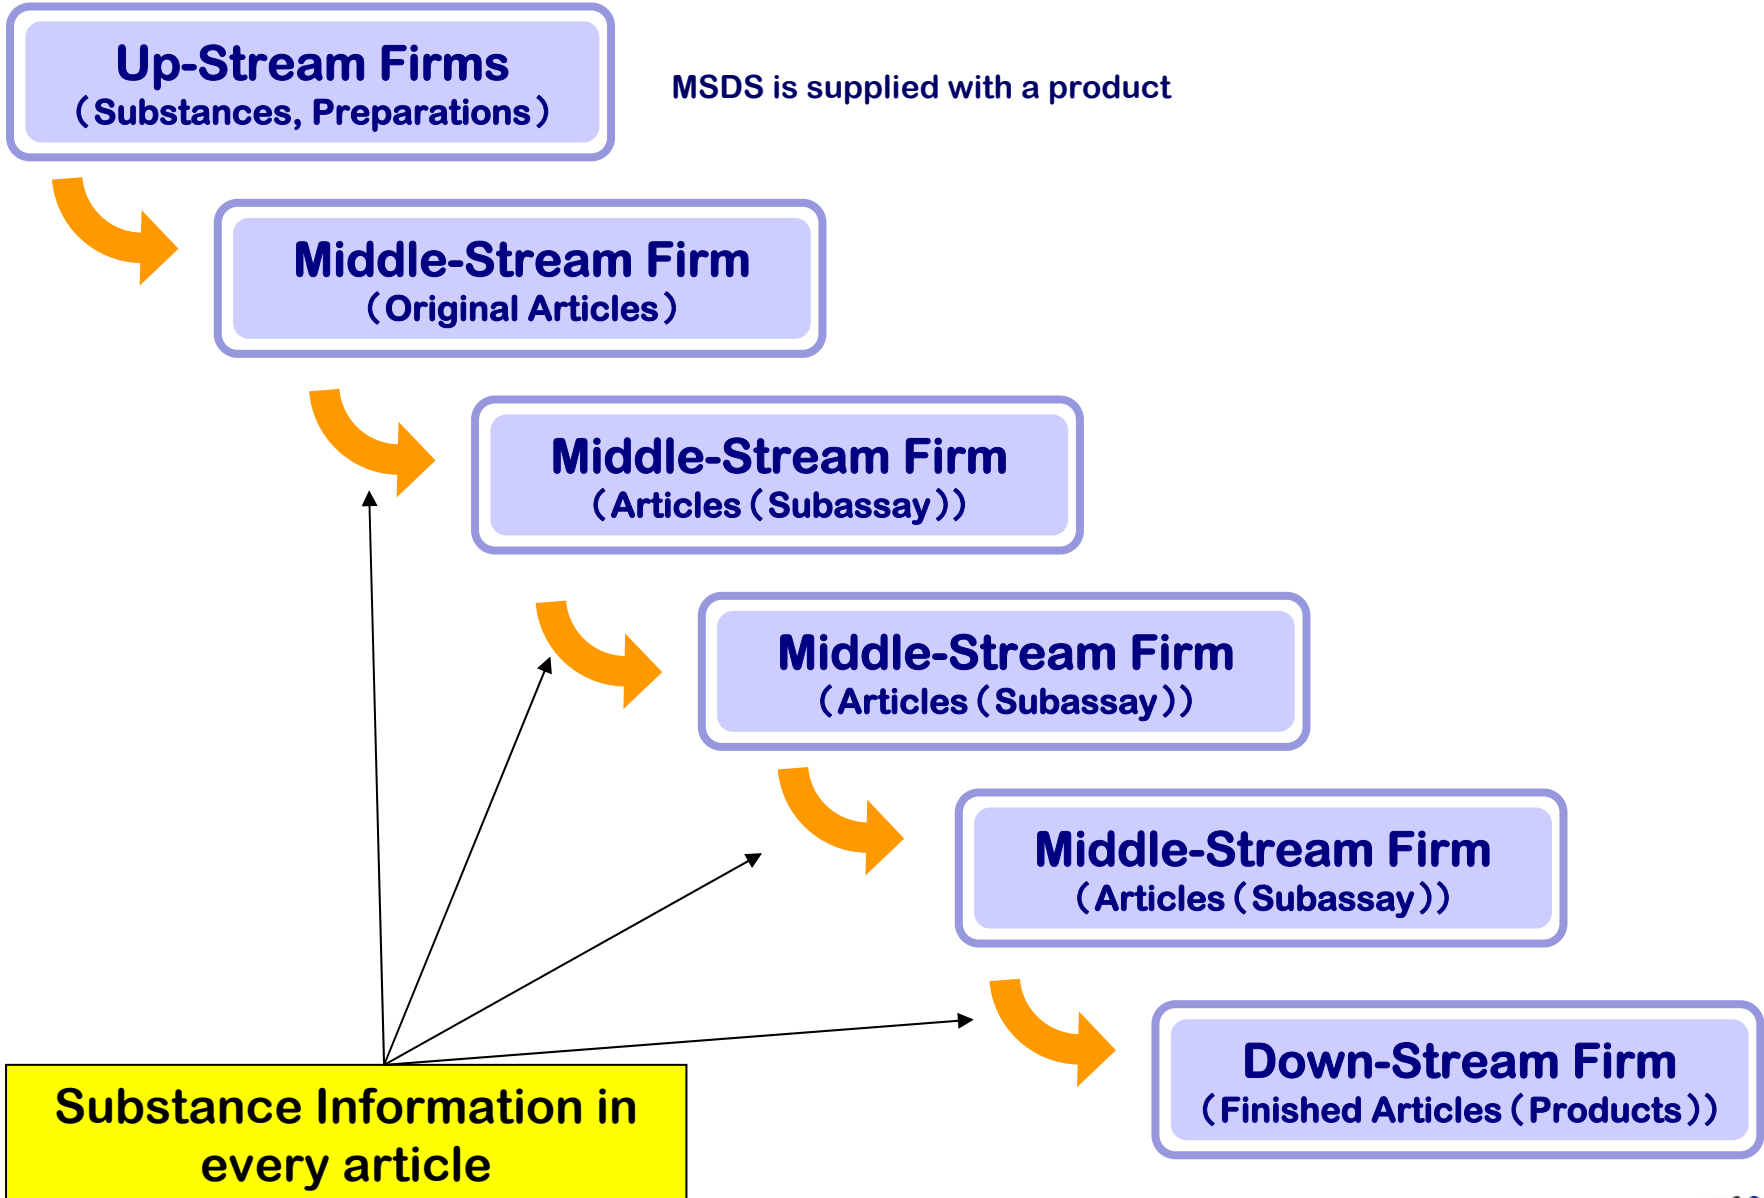 Up-Stream Firms
（Substances, Preparations）
MSDS is supplied with a product
Middle-Stream Firm
（Original Articles）
Middle-Stream Firm
（Articles（Subassay））
Middle-Stream Firm
（Articles（Subassay））
Middle-Stream Firm
（Articles（Subassay））
Down-Stream Firm
（Finished Articles（Products））
Substance Information in
every article